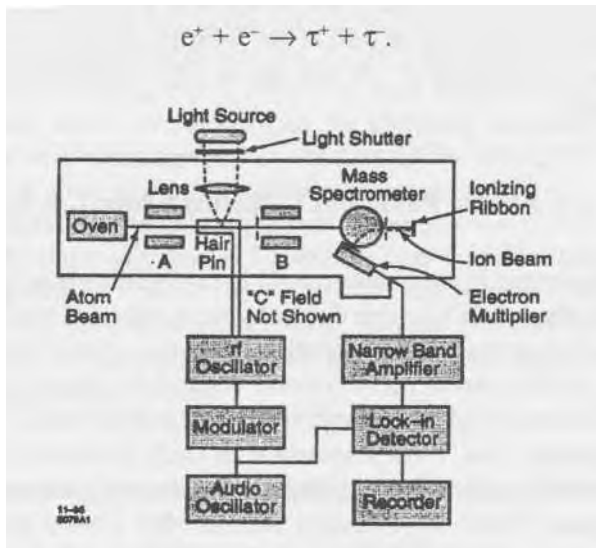 e⁺ + e⁻ → τ⁺ + τ⁻.
Light Source
Light Shutter
Lens
Mass
Spectrometer
Ionizing
Ribbon
Oven
Hair
Pin
A
B
Ion Beam
Atom
Beam
"C" Field
Not Shown
Electron
Multiplier
rf
Oscillator
Narrow Band
Amplifier
Modulator
Lock-in
Detector
Audio
Oscillator
Recorder
11-95
8079A1